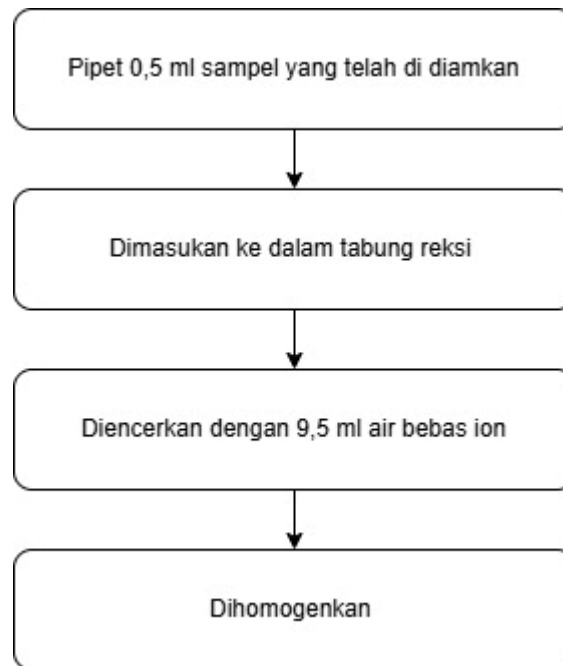 Pipet 0,5 ml sampel yang telah di diamkan
Dimasukan ke dalam tabung reksi
Diencerkan dengan 9,5 ml air bebas ion
Dihomogenkan